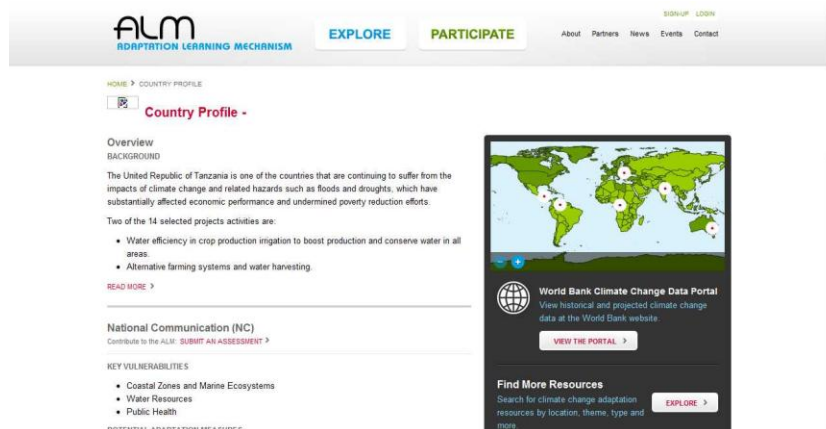 SIGN-UP LOGIN
ALM
ADAPTATION LEARNING MECHANISM
EXPLORE
PARTICIPATE
About Partners News Events Contact
HOME > COUNTRY PROFILE
Country Profile -
Overview
BACKGROUND
The United Republic of Tanzania is one of the countries that are continuing to suffer from the
impacts of climate change and related hazards such as floods and droughts, which have
substantially affected economic performance and undermined poverty reduction efforts.
Two of the 14 selected projects activities are:
• Water efficiency in crop production irrigation to boost production and conserve water in all
areas.
• Alternative farming systems and water harvesting.
READ MORE >
National Communication (NC)
Contribute to the ALM: SUBMIT AN ASSESSMENT >
KEY VULNERABILITIES
• Coastal Zones and Marine Ecosystems
• Water Resources
• Public Health
POTENTIAL ADAPTATION MEASURES
World Bank Climate Change Data Portal
View historical and projected climate change
data at the World Bank website.
VIEW THE PORTAL >
Find More Resources
Search for climate change adaptation
resources by location, theme, type and
more
EXPLORE >